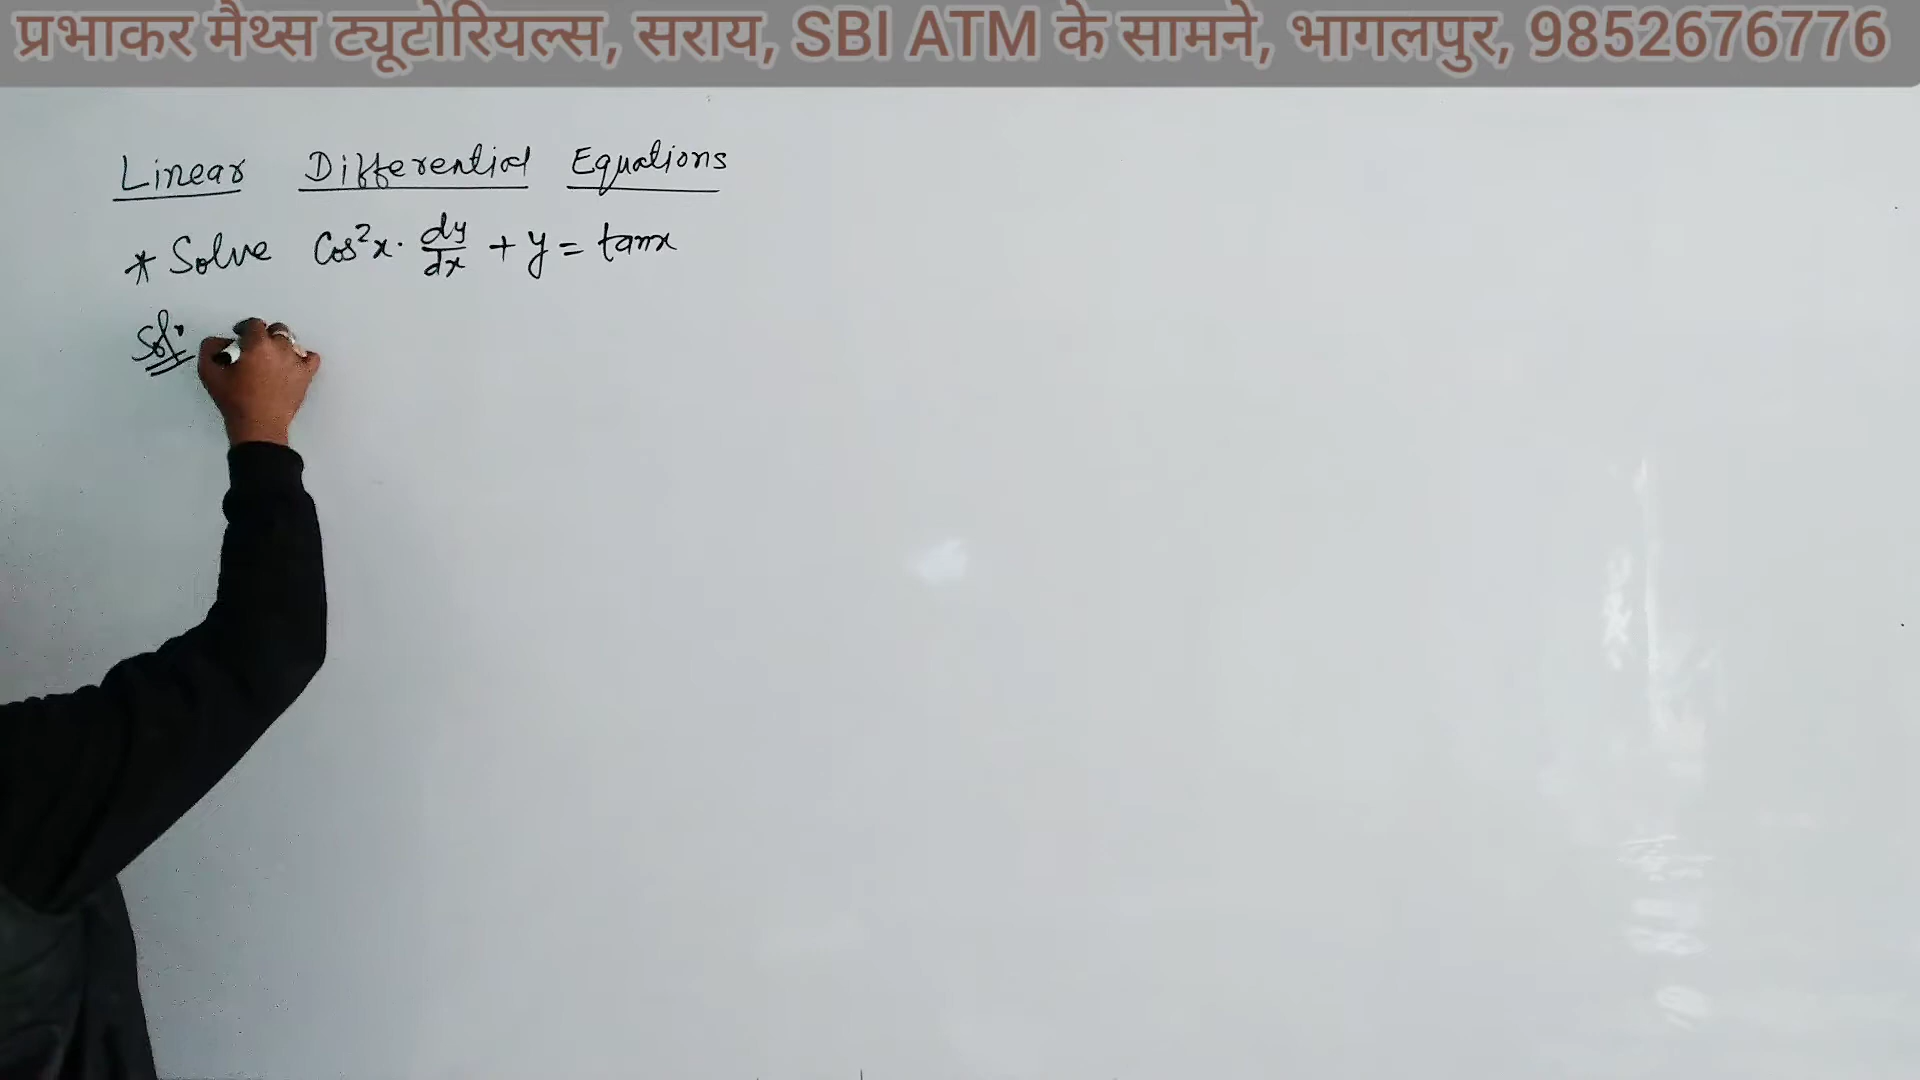 प्रभाकर मैथ्स ट्यूटोरियल्स, सराय, SBI ATM के सामने, भागलपुर, 9852676776
Linear Differential Equations
* Solve Cos²x · dy/dx + y = tanx
Sol.